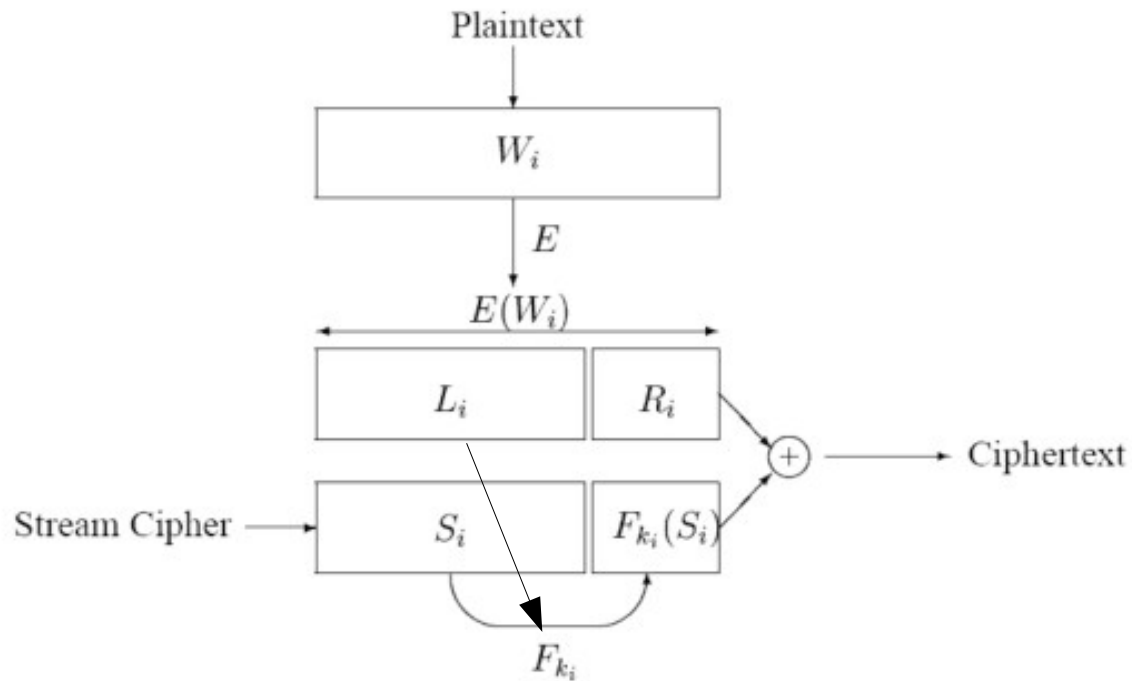 Plaintext
W_i
E
E(W_i)
L_i R_i
+
Ciphertext
Stream Cipher
S_i F_{k_i}(S_i)
F_{k_i}